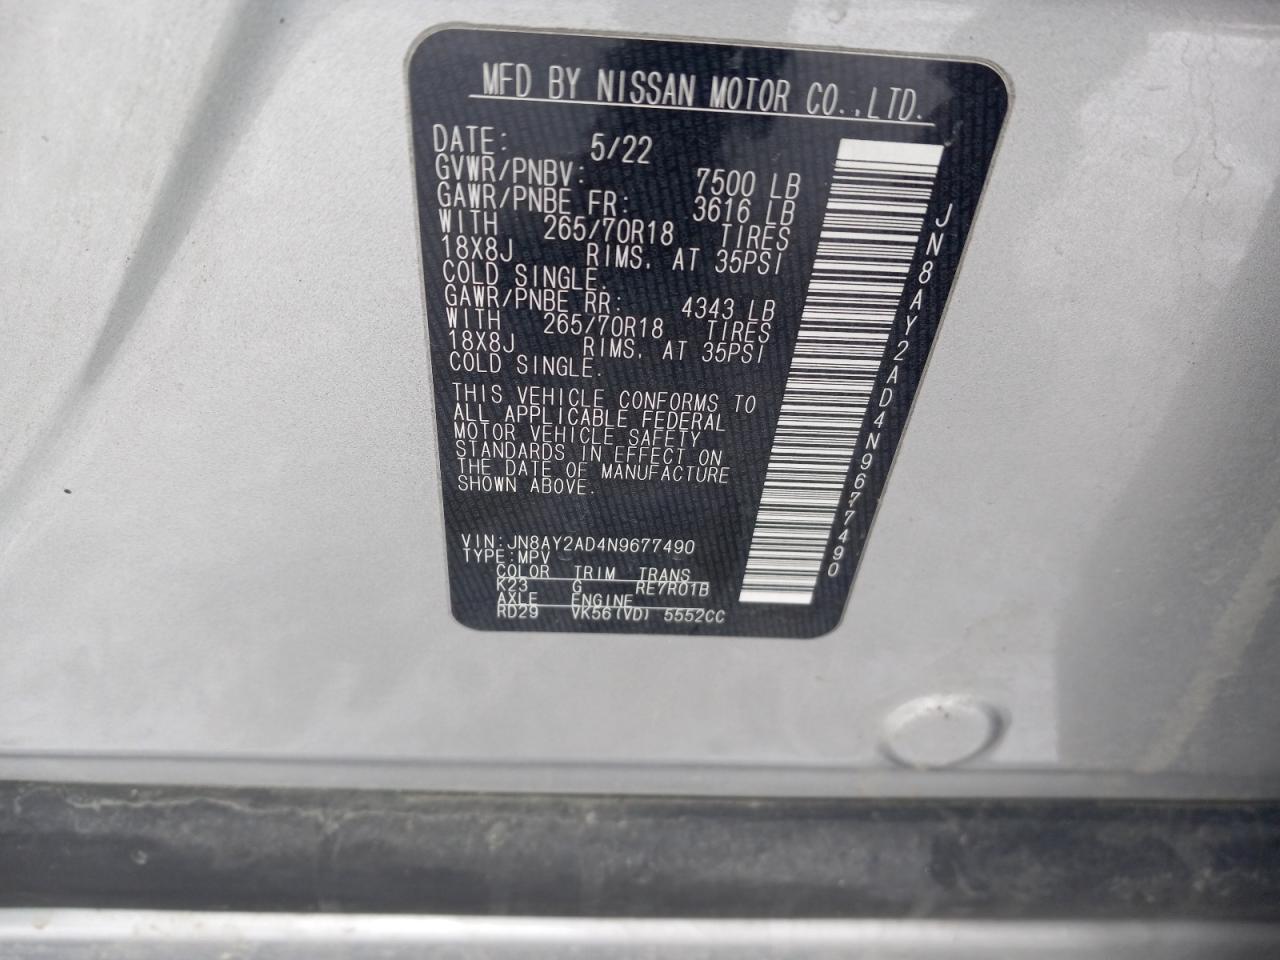 MFD BY NISSAN MOTOR CO.,LTD.
DATE: 5/22
GVWR/PNBV: 7500 LB
GAWR/PNBE FR: 3616 LB
WITH 265/70R18 TIRES
18X8J RIMS, AT 35PSI
COLD SINGLE.
GAWR/PNBE RR: 4343 LB
WITH 265/70R18 TIRES
18X8J RIMS, AT 35PSI
COLD SINGLE.
THIS VEHICLE CONFORMS TO
ALL APPLICABLE FEDERAL
MOTOR VEHICLE SAFETY
STANDARDS IN EFFECT ON
THE DATE OF MANUFACTURE
SHOWN ABOVE.
VIN:JN8AY2AD4N9677490
TYPE:MPV
COLOR TRIM TRANS
K23 G RE7R01B
AXLE ENGINE
RD29 VK56(VD) 5552CC
JN8AY2AD4N9677490